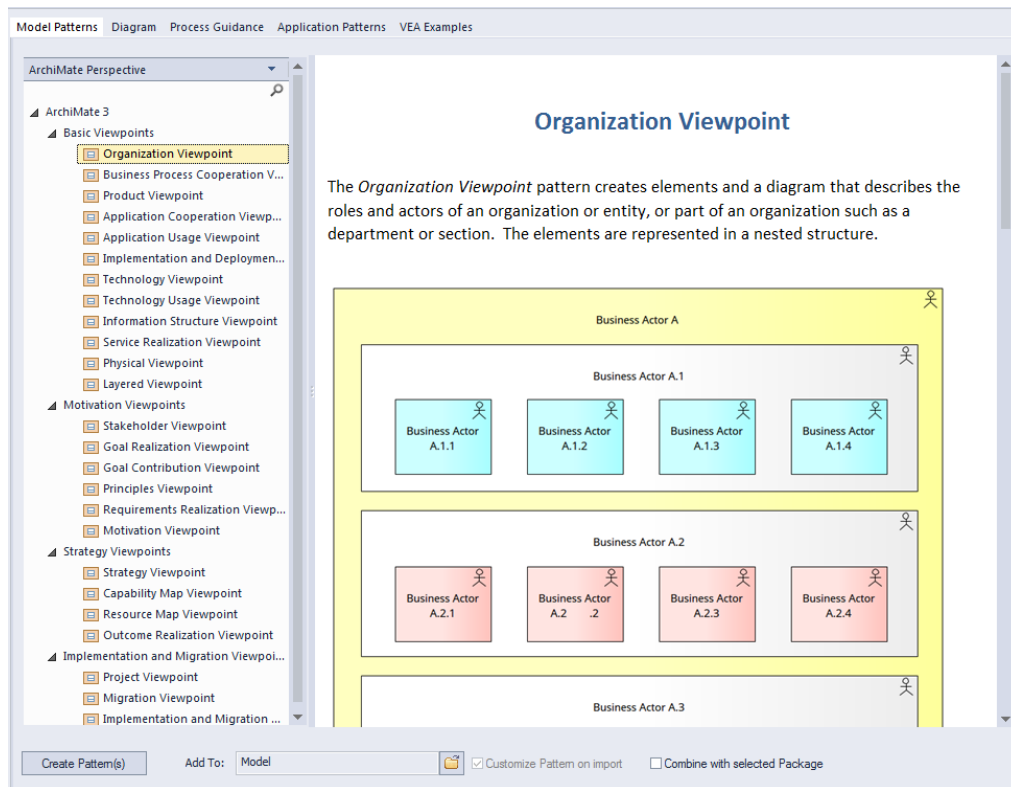 Model Patterns Diagram Process Guidance Application Patterns VEA Examples
ArchiMate Perspective
ArchiMate 3
Basic Viewpoints
Organization Viewpoint
Business Process Cooperation V...
Product Viewpoint
Application Cooperation Viewp...
Application Usage Viewpoint
Implementation and Deploymen...
Technology Viewpoint
Technology Usage Viewpoint
Information Structure Viewpoint
Service Realization Viewpoint
Physical Viewpoint
Layered Viewpoint
Motivation Viewpoints
Stakeholder Viewpoint
Goal Realization Viewpoint
Goal Contribution Viewpoint
Principles Viewpoint
Requirements Realization Viewp...
Motivation Viewpoint
Strategy Viewpoints
Strategy Viewpoint
Capability Map Viewpoint
Resource Map Viewpoint
Outcome Realization Viewpoint
Implementation and Migration Viewpoi...
Project Viewpoint
Migration Viewpoint
Implementation and Migration ...
Organization Viewpoint
The Organization Viewpoint pattern creates elements and a diagram that describes the
roles and actors of an organization or entity, or part of an organization such as a
department or section. The elements are represented in a nested structure.
Business Actor A
Business Actor A.1
Business Actor
A.1.1
Business Actor
A.1.2
Business Actor
A.1.3
Business Actor
A.1.4
Business Actor A.2
Business Actor
A.2.1
Business Actor
A.2 .2
Business Actor
A.2.3
Business Actor
A.2.4
Business Actor A.3
Create Pattern(s) Add To: Model Customize Pattern on import Combine with selected Package